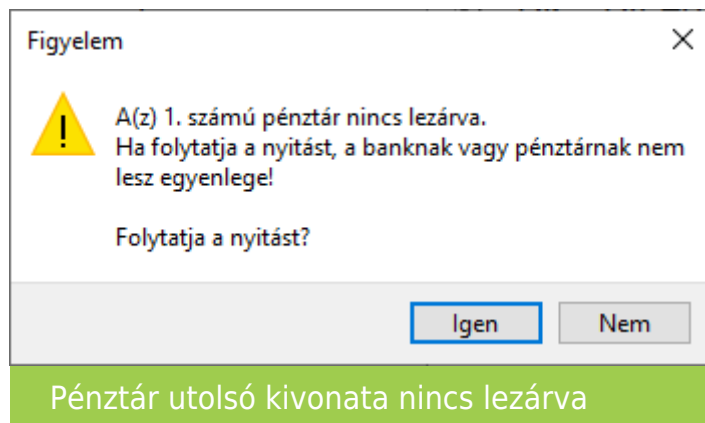 Figyelem
A(z) 1. számú pénztár nincs lezárva.
Ha folytatja a nyitást, a banknak vagy pénztárnak nem
lesz egyenlege!
Folytatja a nyitást?
Igen Nem
Pénztár utolsó kivonata nincs lezárva